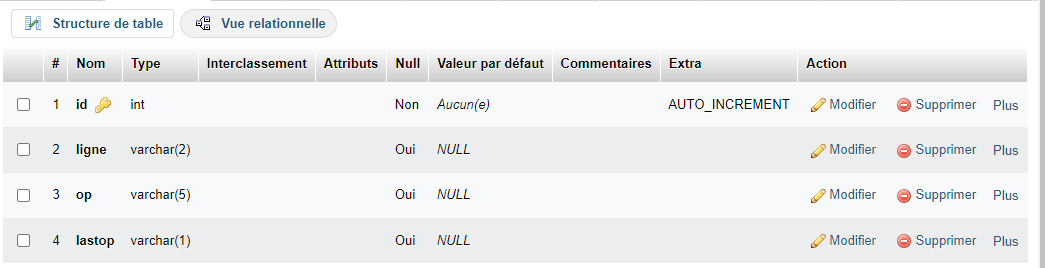 Structure de table Vue relationnelle
# Nom Type Interclassement Attributs Null Valeur par défaut Commentaires Extra Action
1 id int Non Aucun(e) AUTO_INCREMENT Modifier Supprimer Plus
2 ligne varchar(2) Oui NULL Modifier Supprimer Plus
3 op varchar(5) Oui NULL Modifier Supprimer Plus
4 lastop varchar(1) Oui NULL Modifier Supprimer Plus